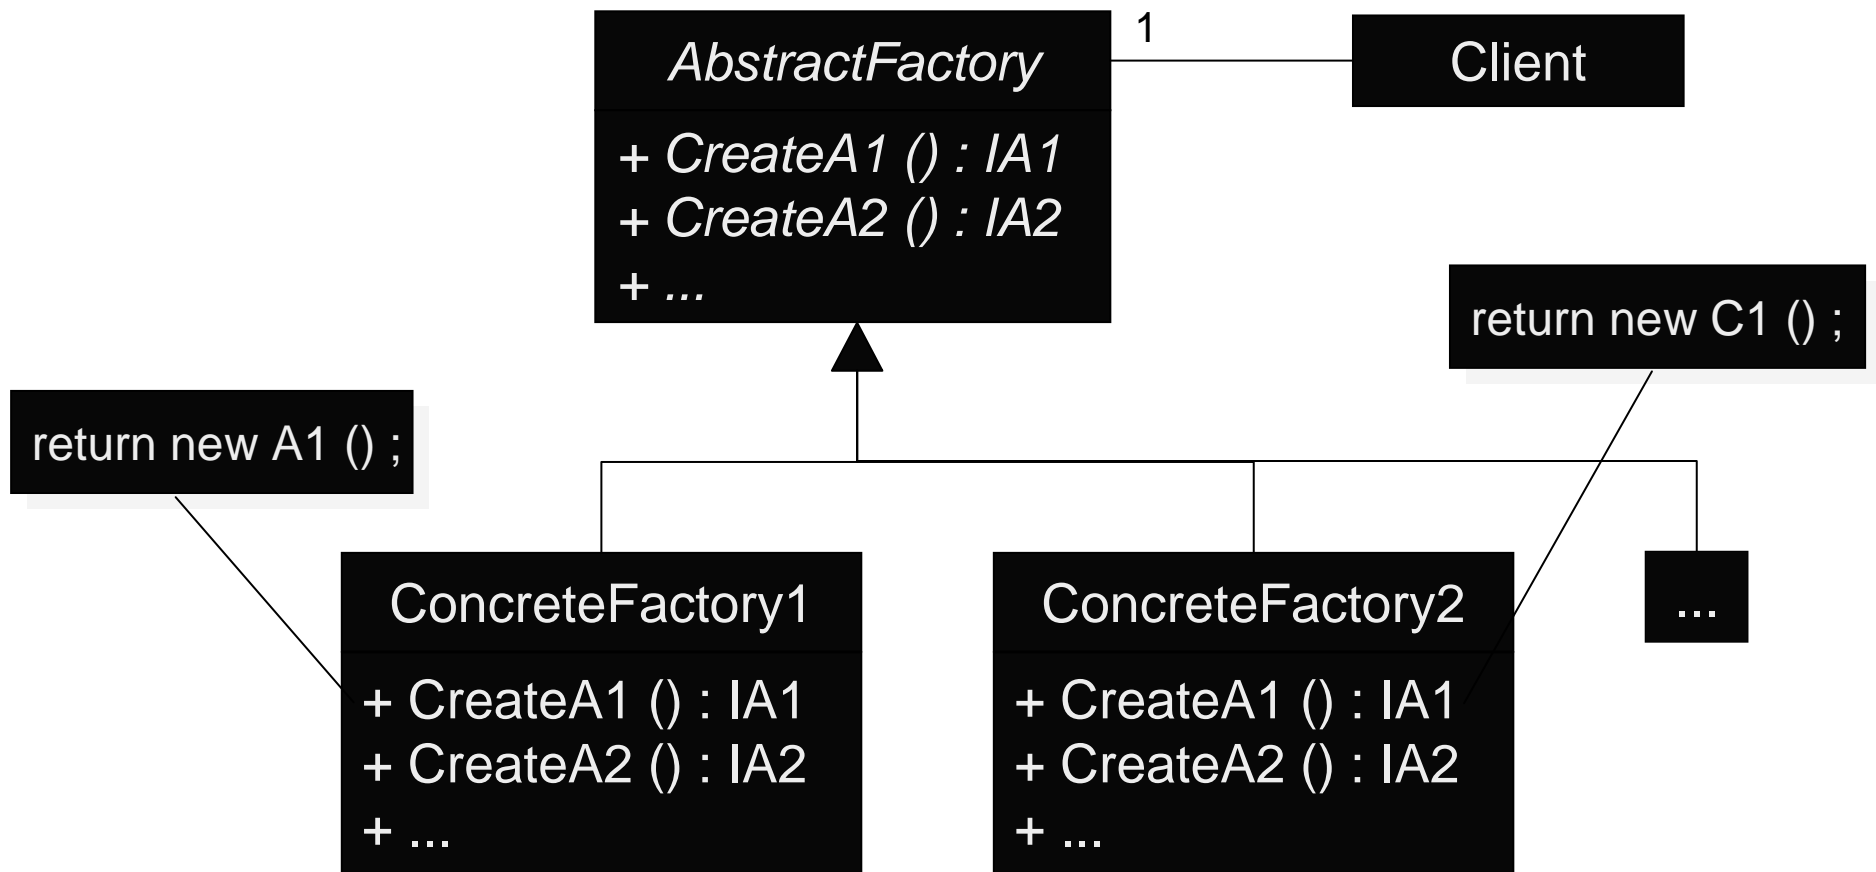 AbstractFactory
1
Client
+ CreateA1 () : IA1
+ CreateA2 () : IA2
+ ...
return new C1 () ;
return new A1 () ;
ConcreteFactory1
+ CreateA1 () : IA1
+ CreateA2 () : IA2
+ ...
ConcreteFactory2
+ CreateA1 () : IA1
+ CreateA2 () : IA2
+ ...
...